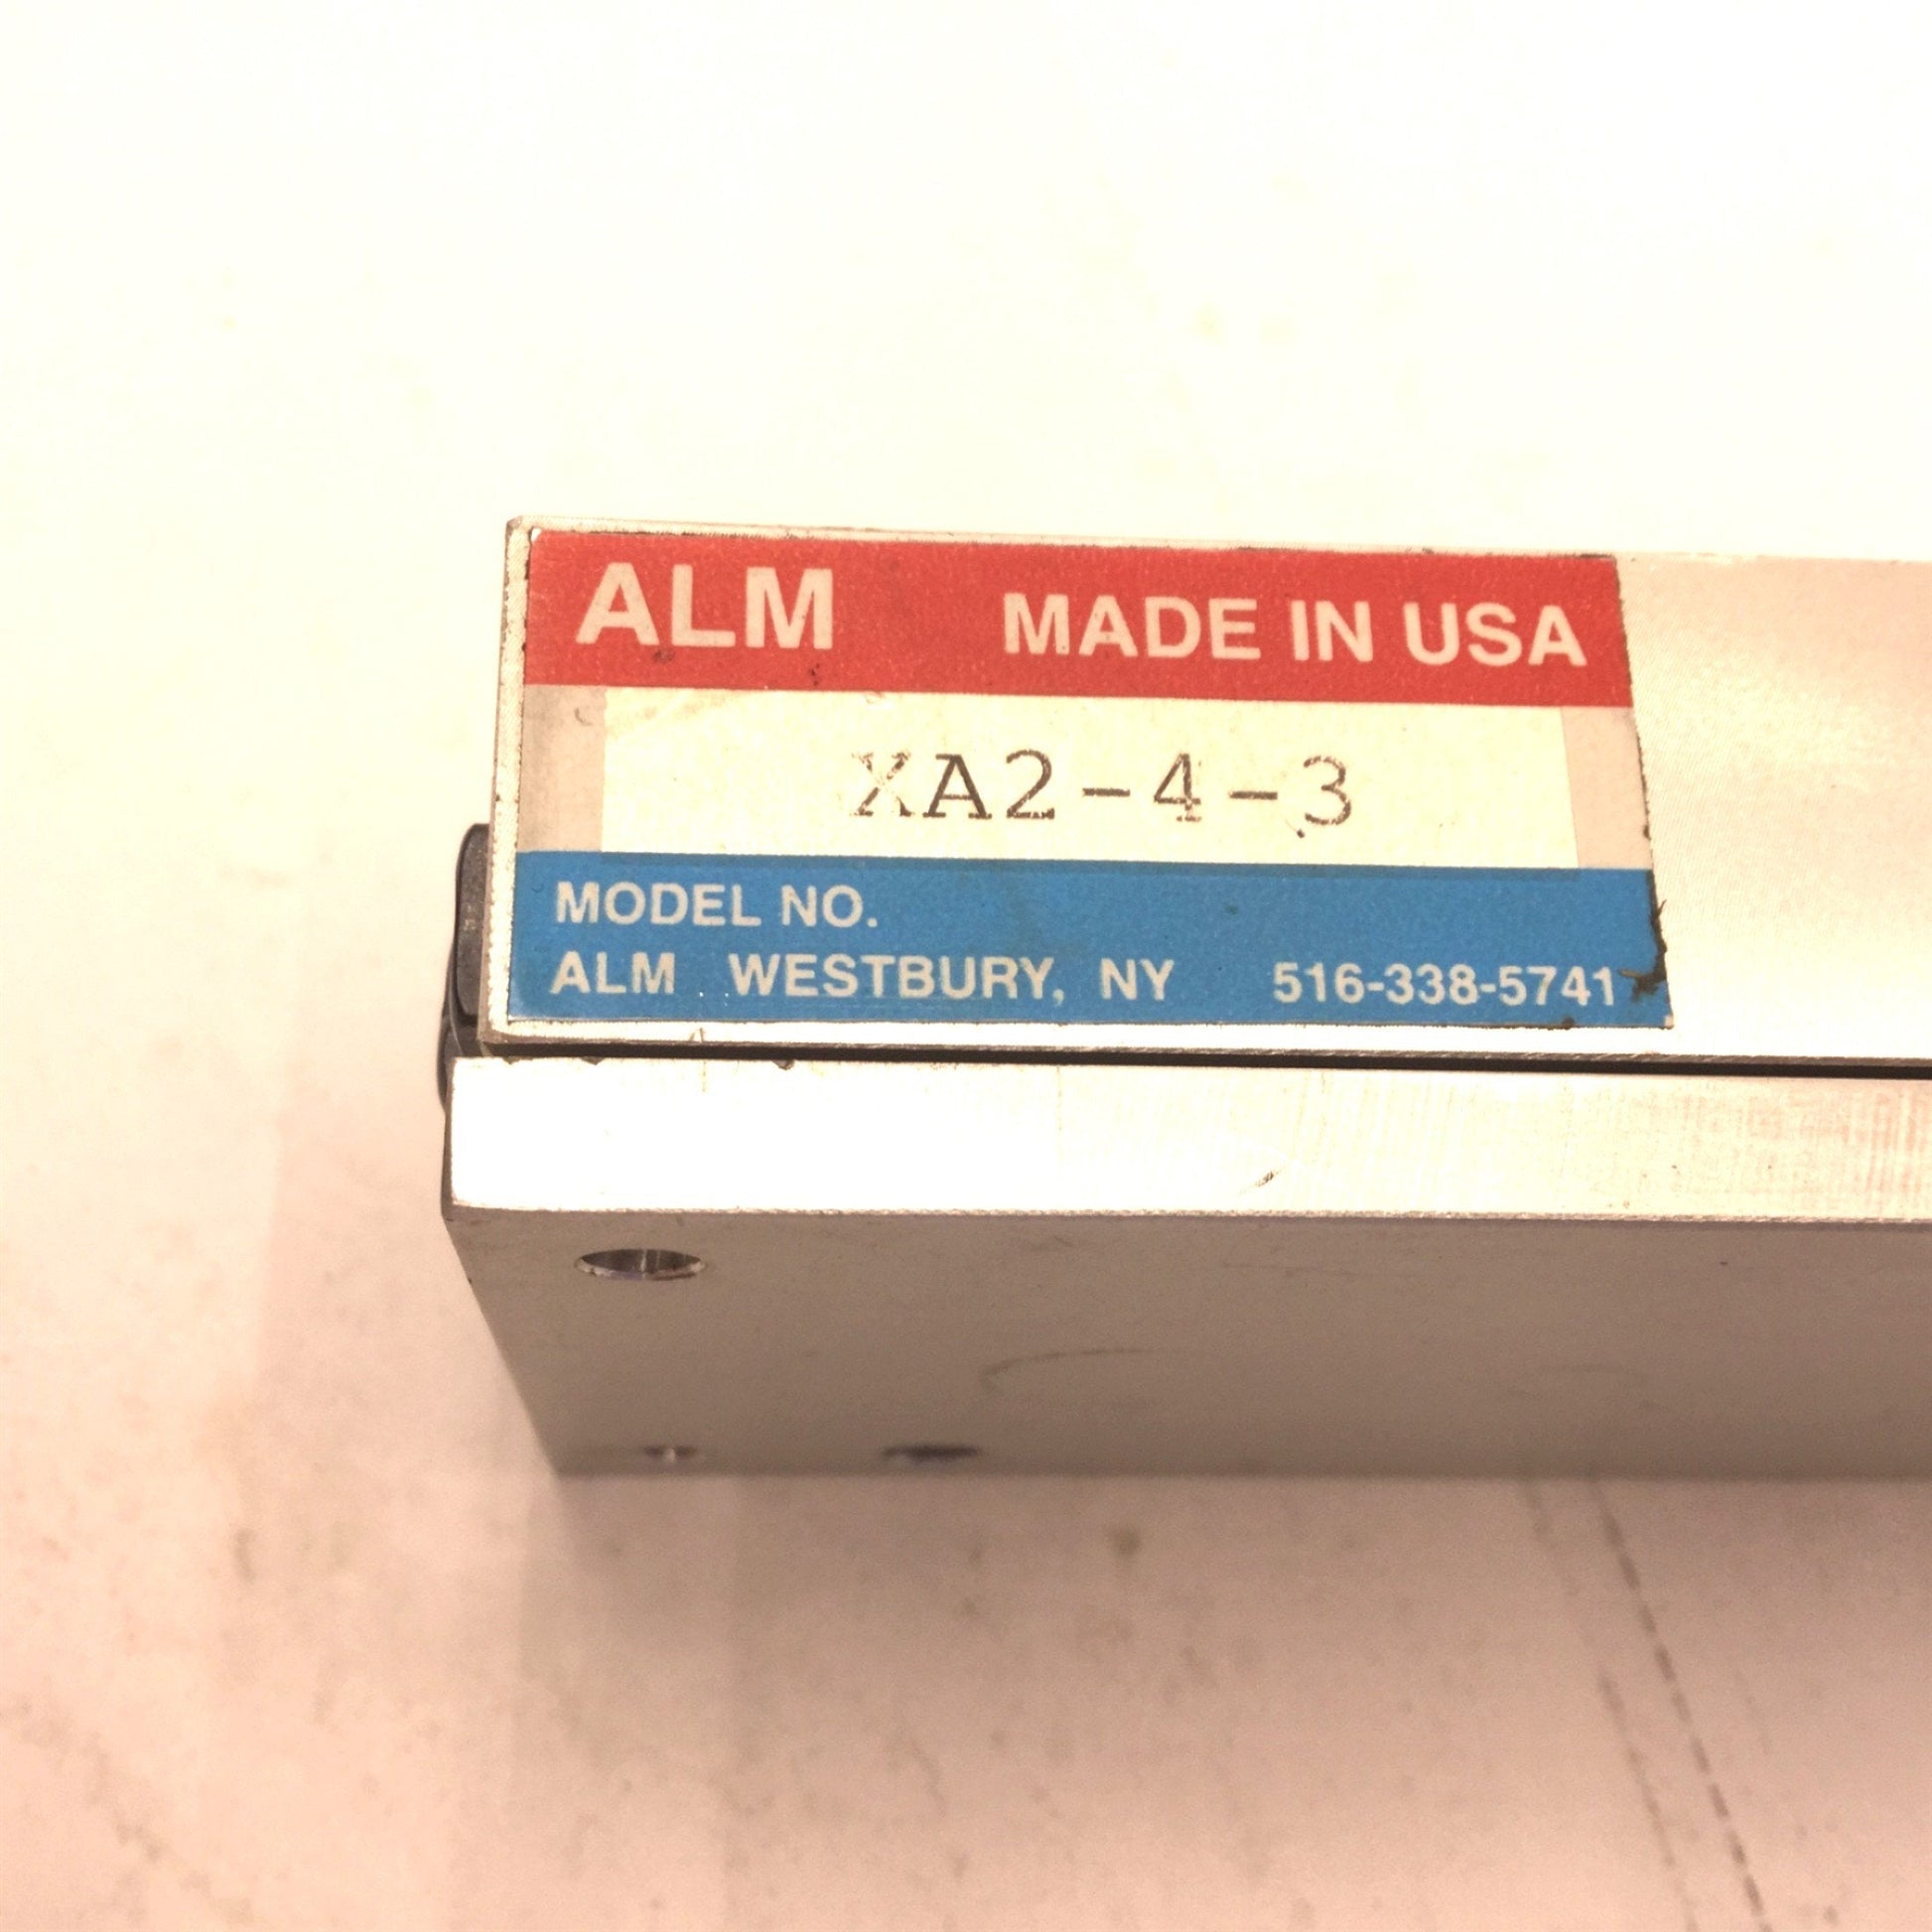 ALM MADE IN USA
XA2-4-3
MODEL NO.
ALM WESTBURY, NY 516-338-5741